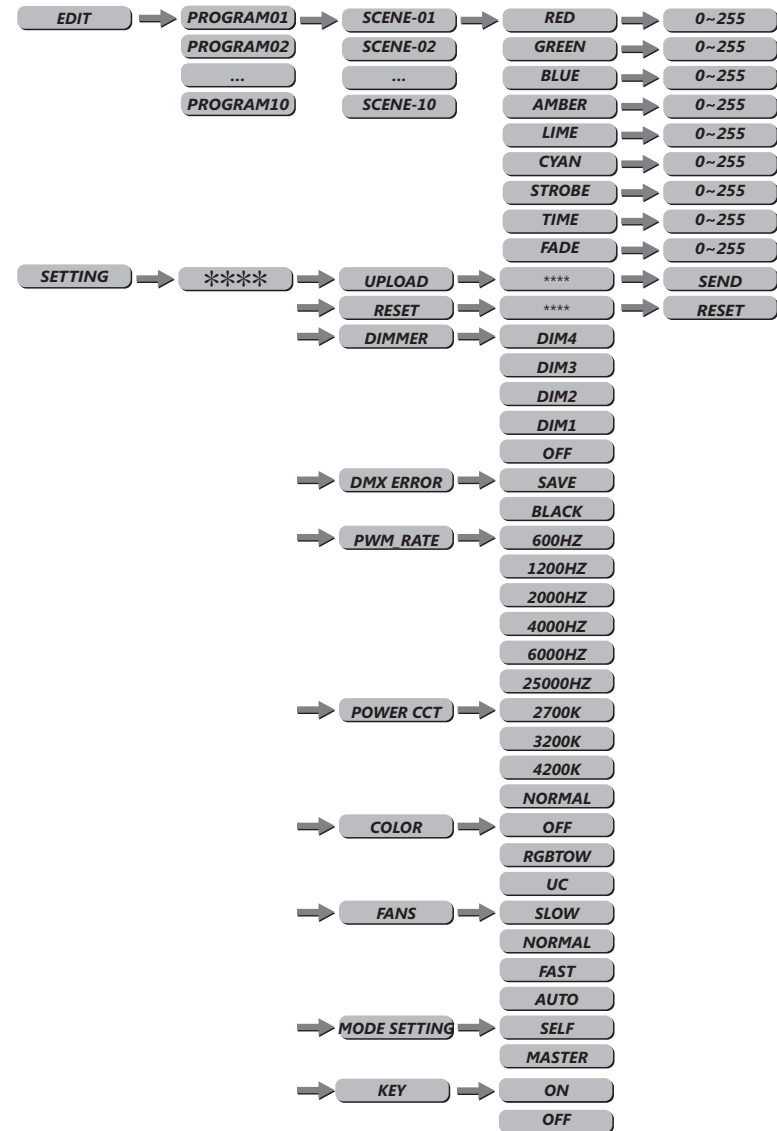 EDIT PROGRAM01 SCENE-01 RED 0~255
PROGRAM02 SCENE-02 GREEN 0~255
... ... BLUE 0~255
PROGRAM10 SCENE-10 AMBER 0~255
LIME 0~255
CYAN 0~255
STROBE 0~255
TIME 0~255
FADE 0~255
SETTING **** UPLOAD **** SEND
RESET **** RESET
DIMMER DIM4
DIM3
DIM2
DIM1
OFF
DMX ERROR SAVE
BLACK
PWM_RATE 600HZ
1200HZ
2000HZ
4000HZ
6000HZ
25000HZ
POWER CCT 2700K
3200K
4200K
NORMAL
COLOR OFF
RGBTOW
UC
FANS SLOW
NORMAL
FAST
AUTO
MODE SETTING SELF
MASTER
KEY ON
OFF